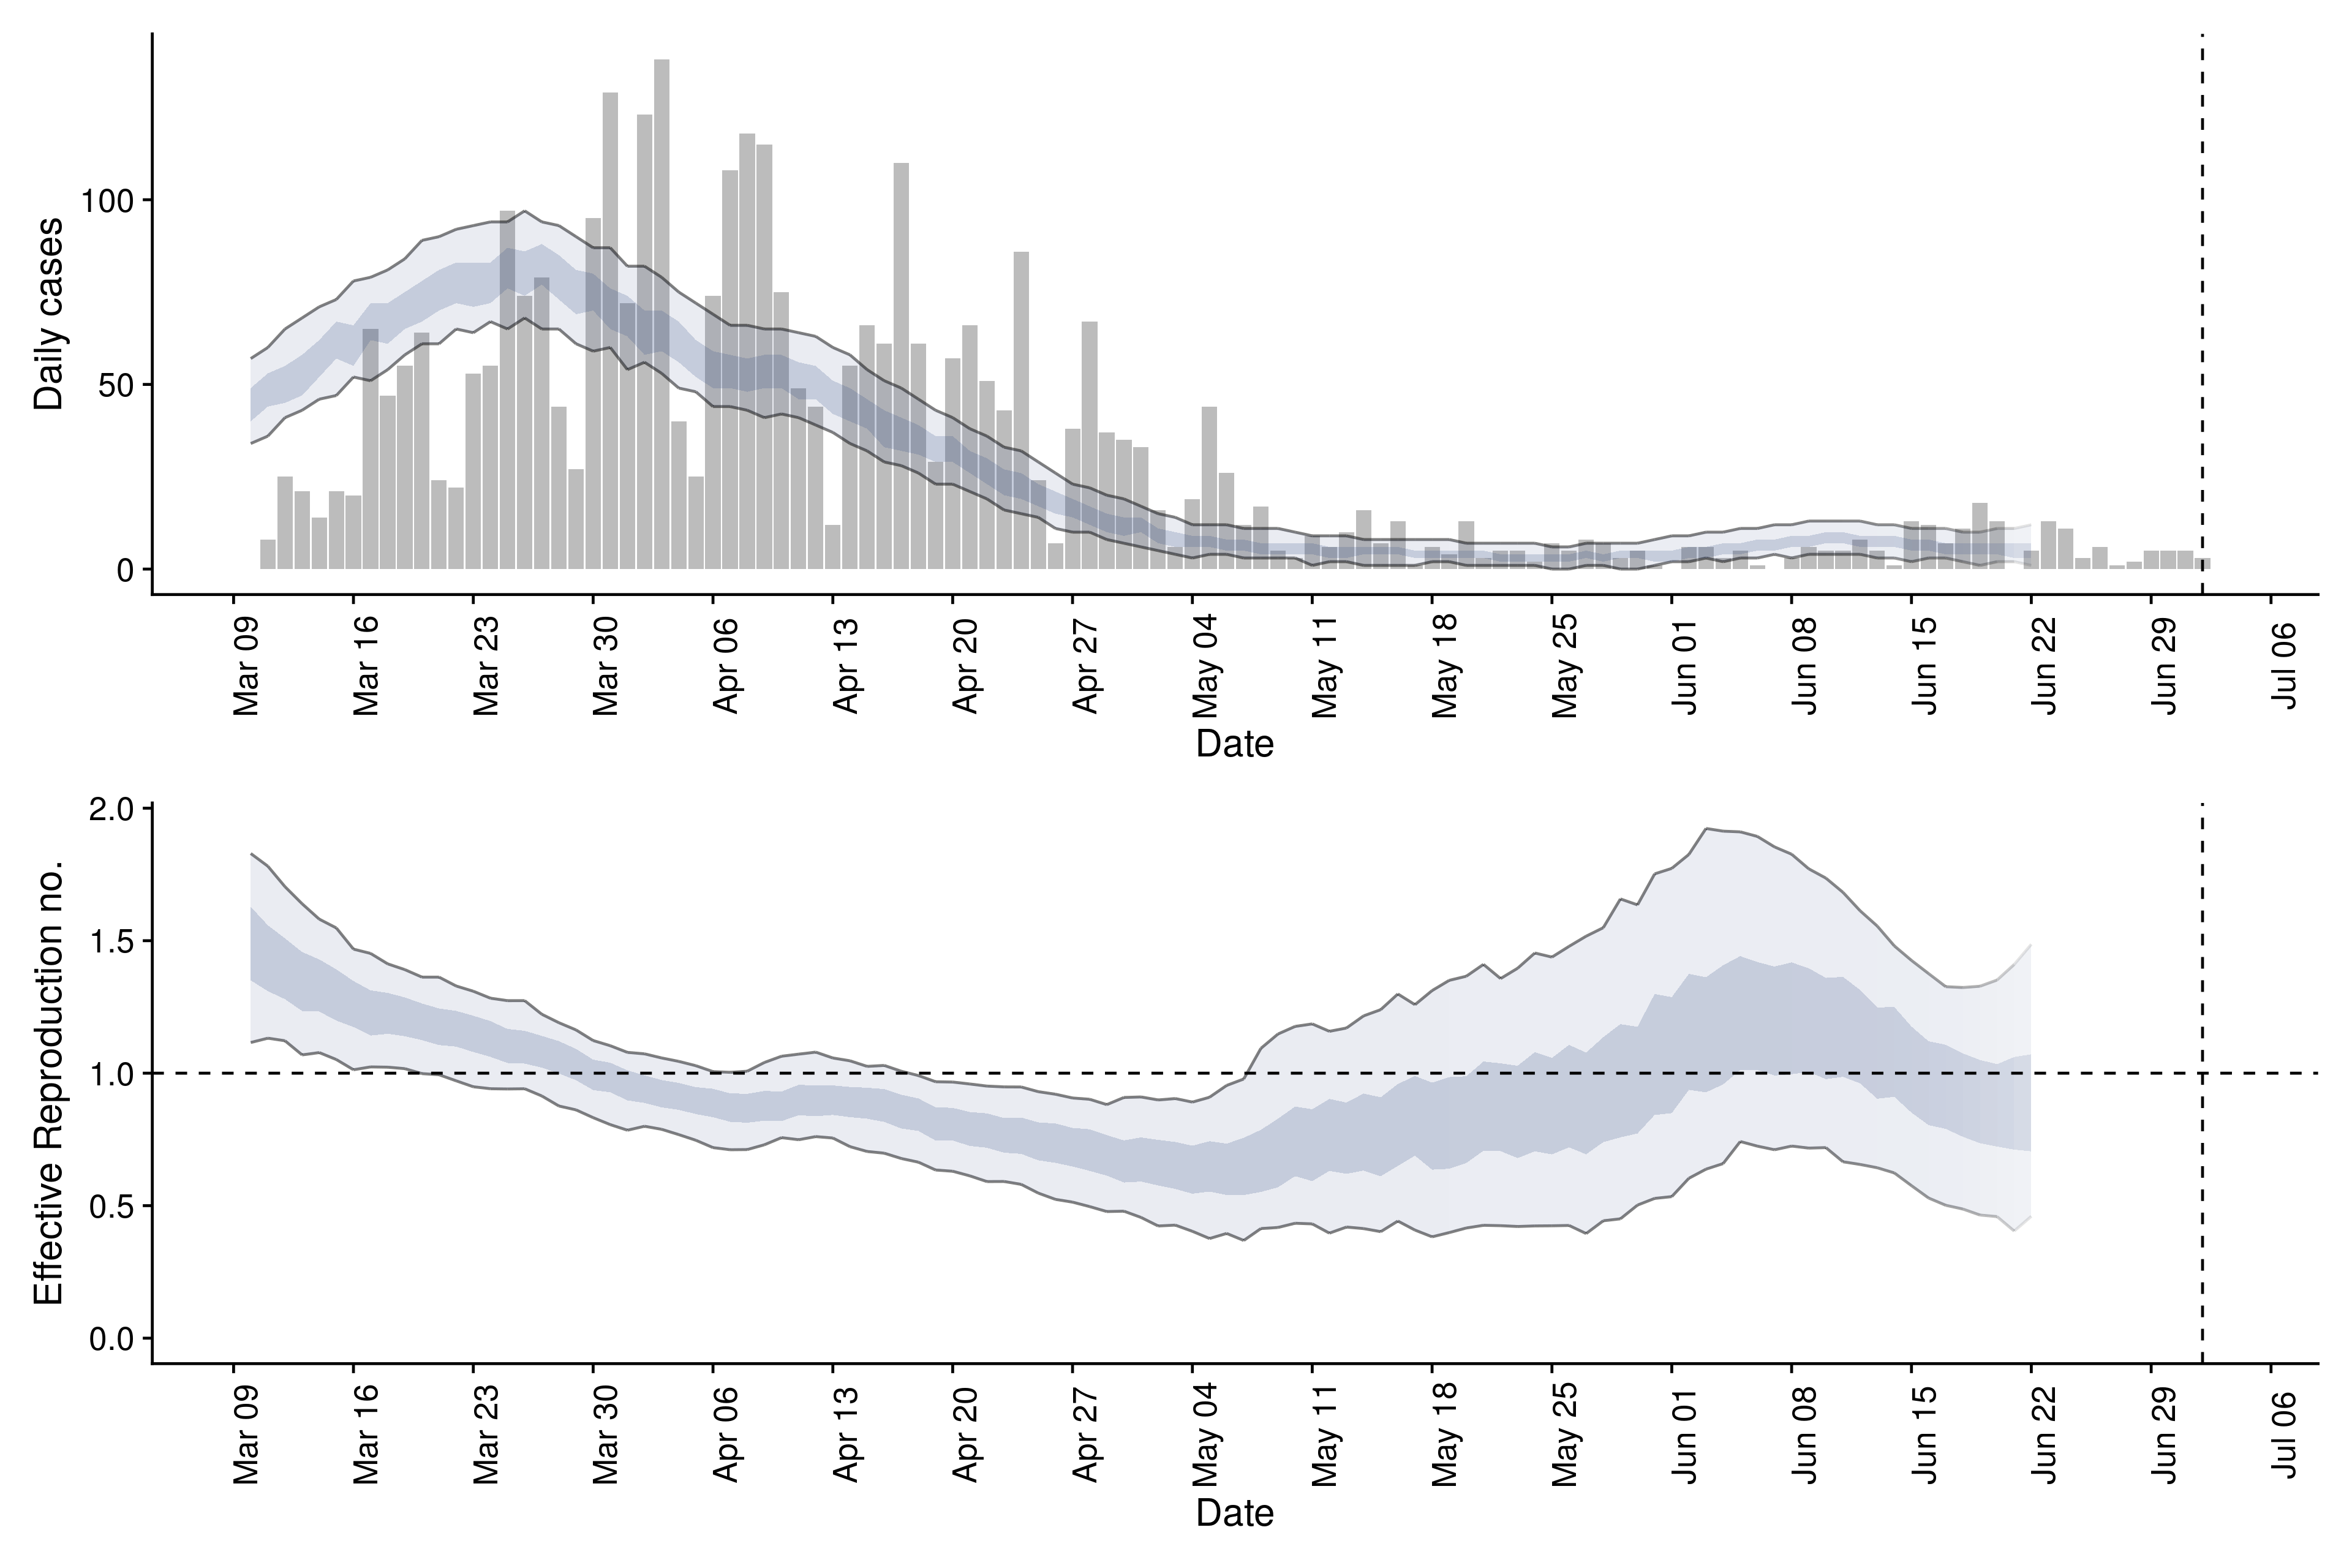 Daily cases
100
50
0
Mar 09
Mar 16
Mar 23
Mar 30
Apr 06
Apr 13
Apr 20
Apr 27
May 04
May 11
May 18
May 25
Jun 01
Jun 08
Jun 15
Jun 22
Jun 29
Jul 06
Date
Effective Reproduction no.
2.0
1.5
1.0
0.5
0.0
Mar 09
Mar 16
Mar 23
Mar 30
Apr 06
Apr 13
Apr 20
Apr 27
May 04
May 11
May 18
May 25
Jun 01
Jun 08
Jun 15
Jun 22
Jun 29
Jul 06
Date